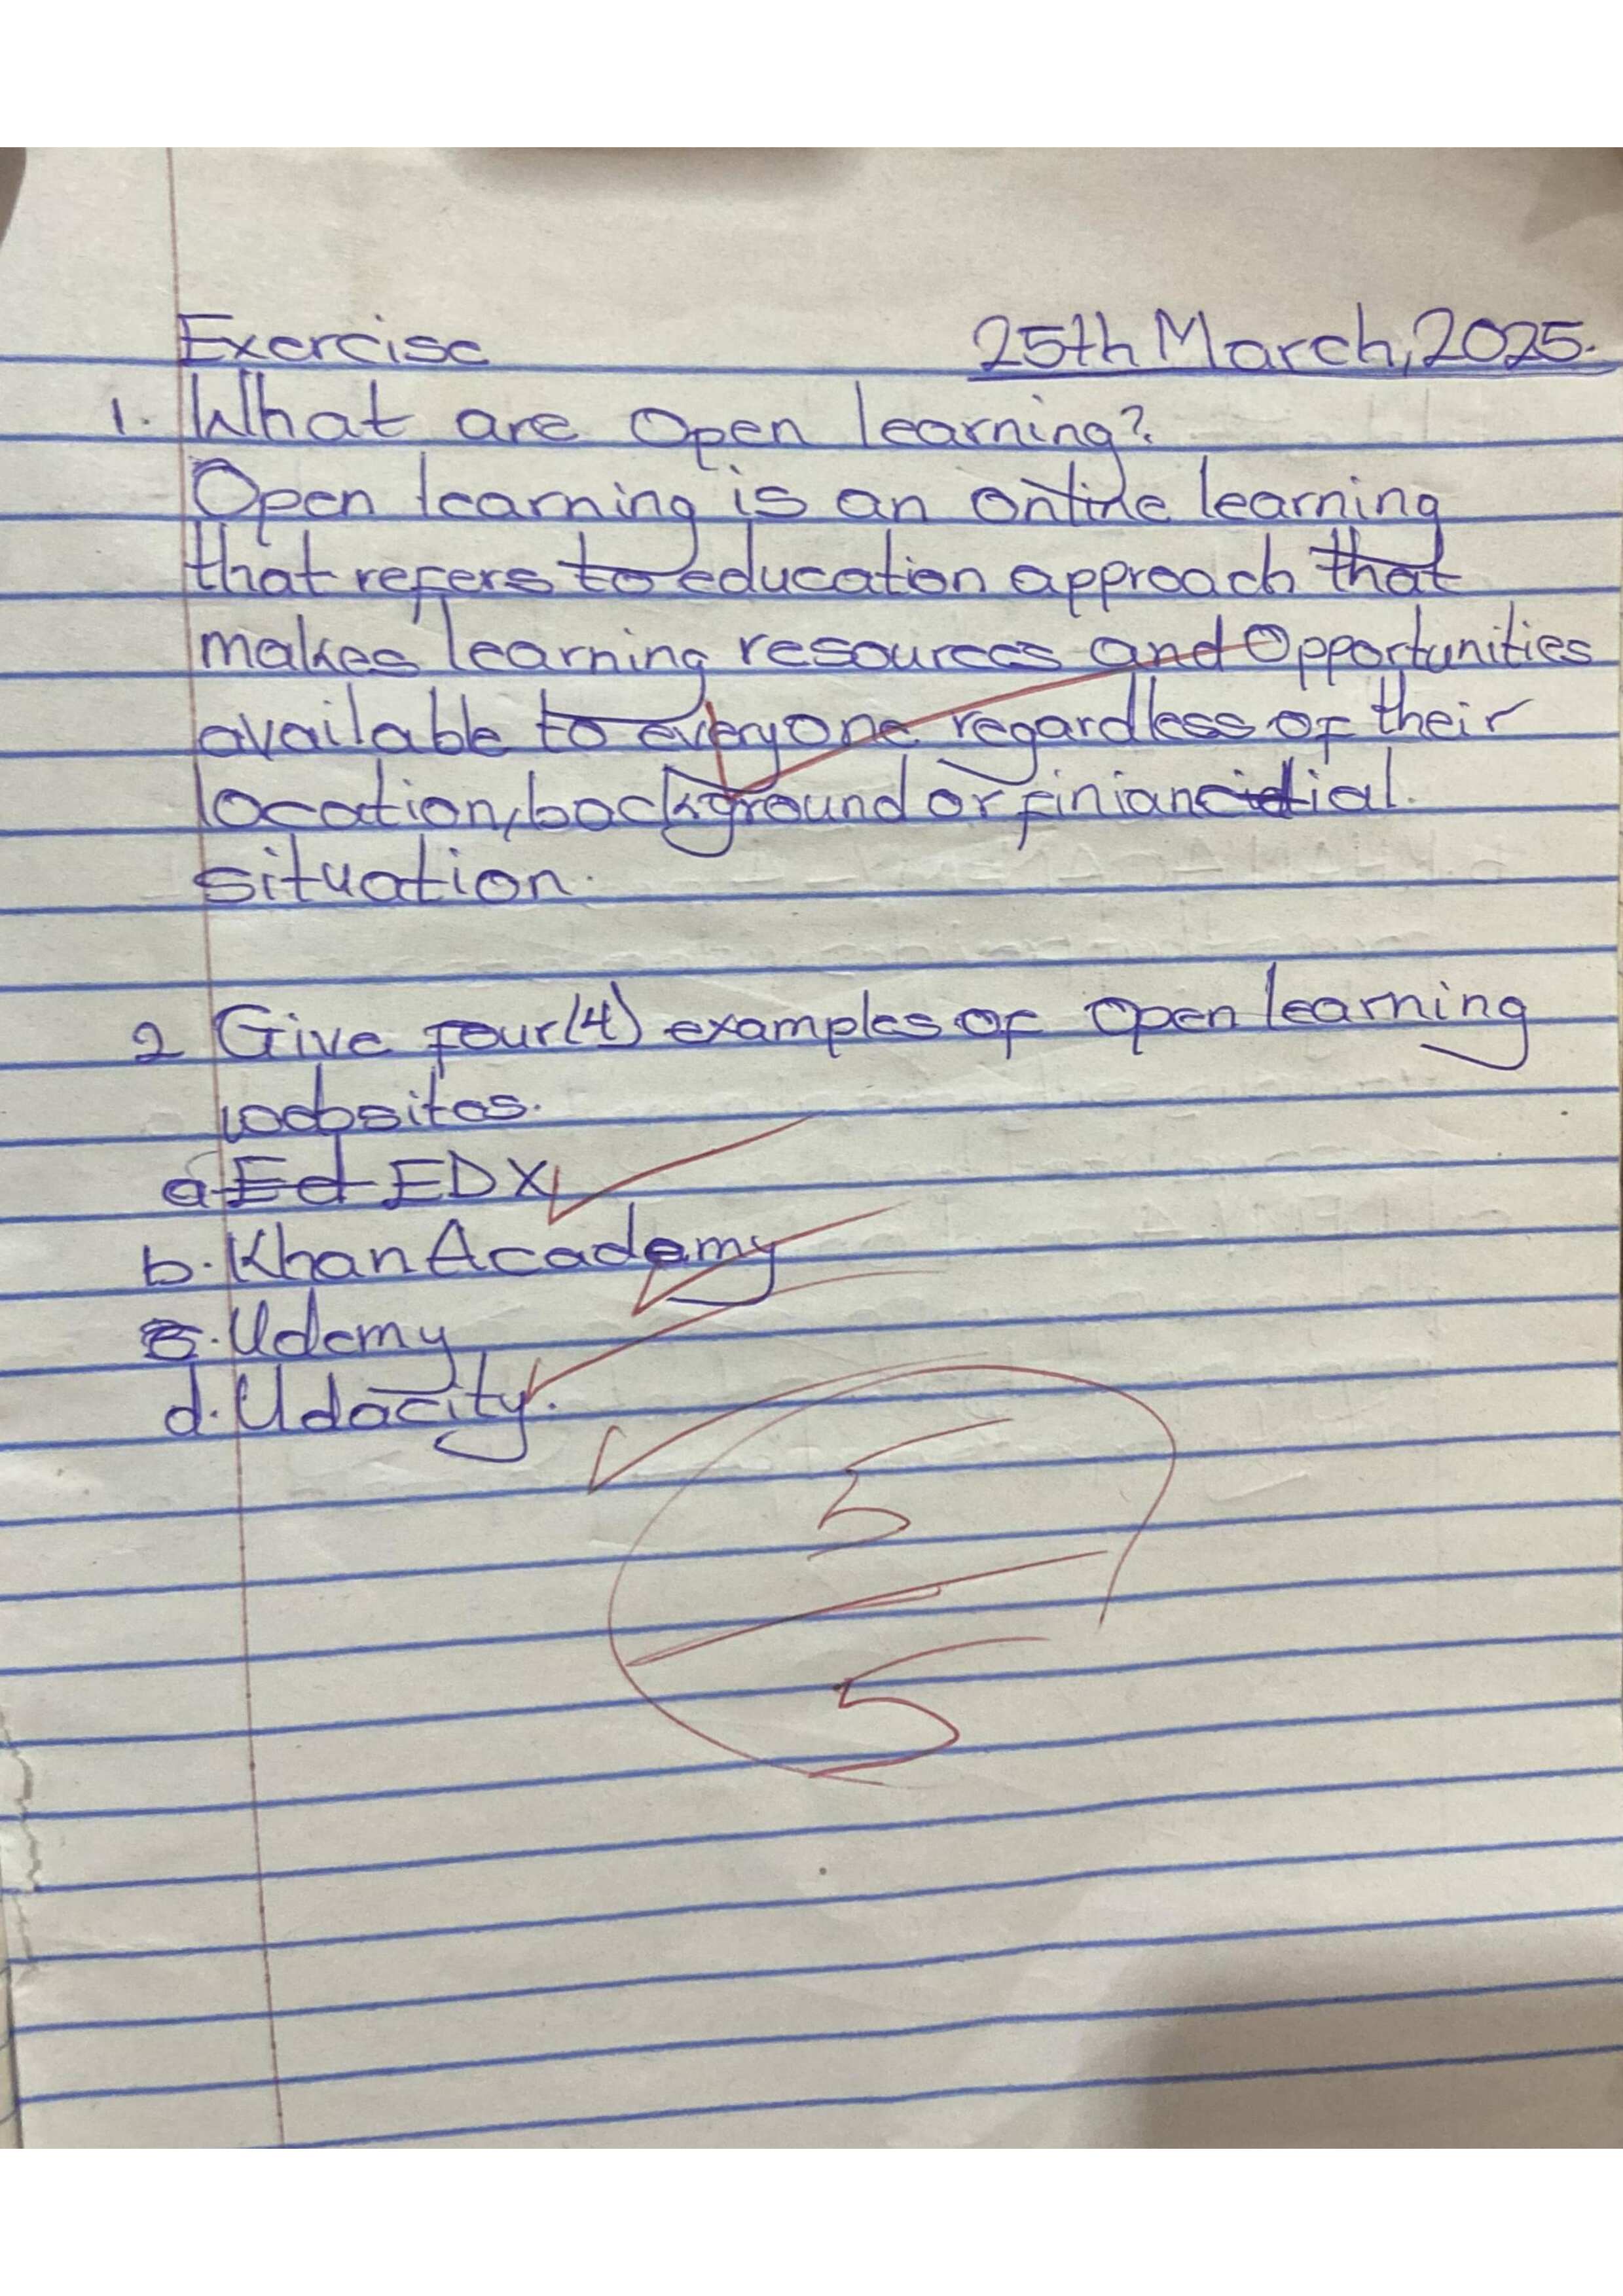 Exercise 25th March, 2025.
1. What are Open learning?
Open learning is an online learning
that refers to education approach that
makes learning resources and Opportunities
available to everyone regardless of their
location, background or finiancidial
situation.
2 Give four (4) examples of Open learning
websites.
a Ed EDX
b. Khan Academy
c. Udemy
d. Udacity.
5
5